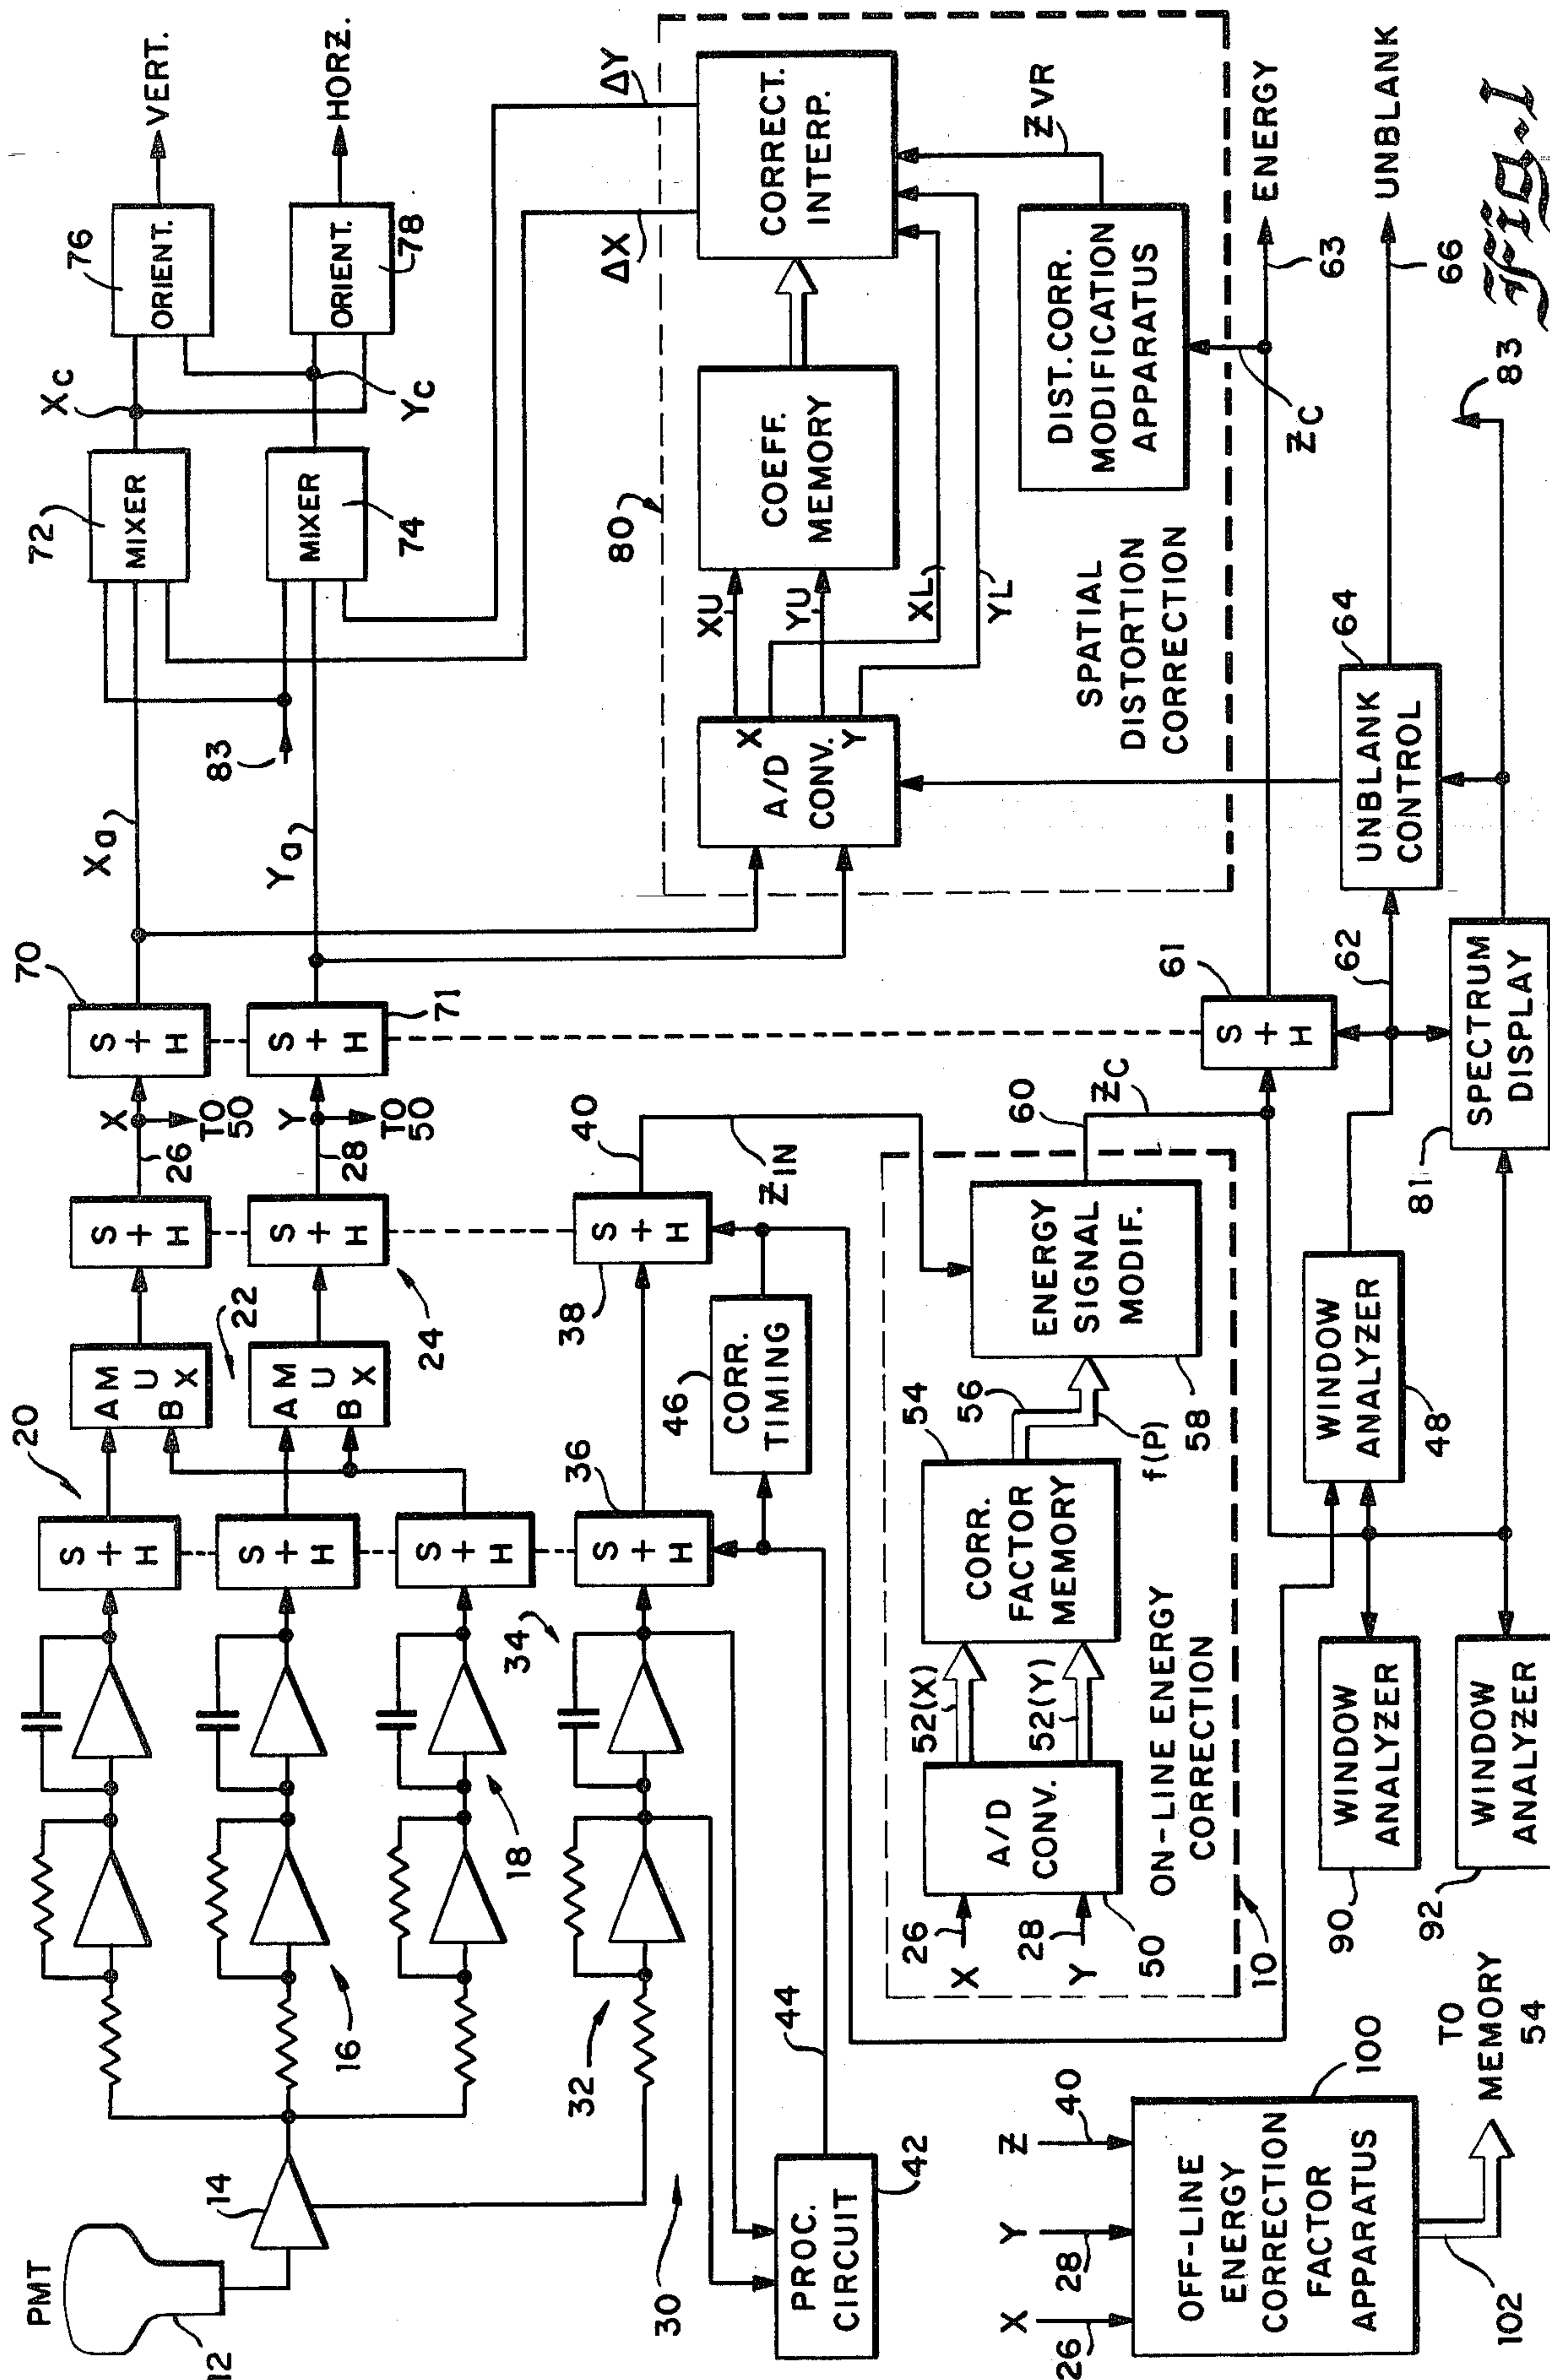 PMT
12
14
16
18
20
S + H
S + H
S + H
A MUX B
A MUX B
22
24
S + H
S + H
26
X
TO 50
28
Y
TO 50
70
S + H
71
S + H
Xa
Ya
83
72
MIXER
MIXER
74
XC
YC
76
ORIENT.
ORIENT.
78
VERT.
HORZ.
30
32
34
36
S + H
38
S + H
40
ZIN
PROC.
CIRCUIT
42
44
46
CORR.
TIMING
80
A/D
CONV.
X
Y
XU
YU
XL
YL
COEFF.
MEMORY
CORRECT.
INTERP.
ΔX
ΔY
ZVR
DIST. CORR.
MODIFICATION
APPARATUS
SPATIAL
DISTORTION
CORRECTION
ZC
63
ENERGY
10
X
26
Y
28
A/D
CONV.
50
52(X)
52(Y)
54
CORR.
FACTOR
MEMORY
56
f(P)
ENERGY
SIGNAL
MODIF.
58
ON-LINE ENERGY
CORRECTION
60
ZC
61
S + H
62
UNBLANK
CONTROL
64
66
UNBLANK
WINDOW
ANALYZER
48
81
SPECTRUM
DISPLAY
83
90
WINDOW
ANALYZER
92
WINDOW
ANALYZER
X
26
Y
28
Z
40
OFF-LINE
ENERGY
CORRECTION
FACTOR
APPARATUS
100
102
TO
MEMORY
54
FIG. 1